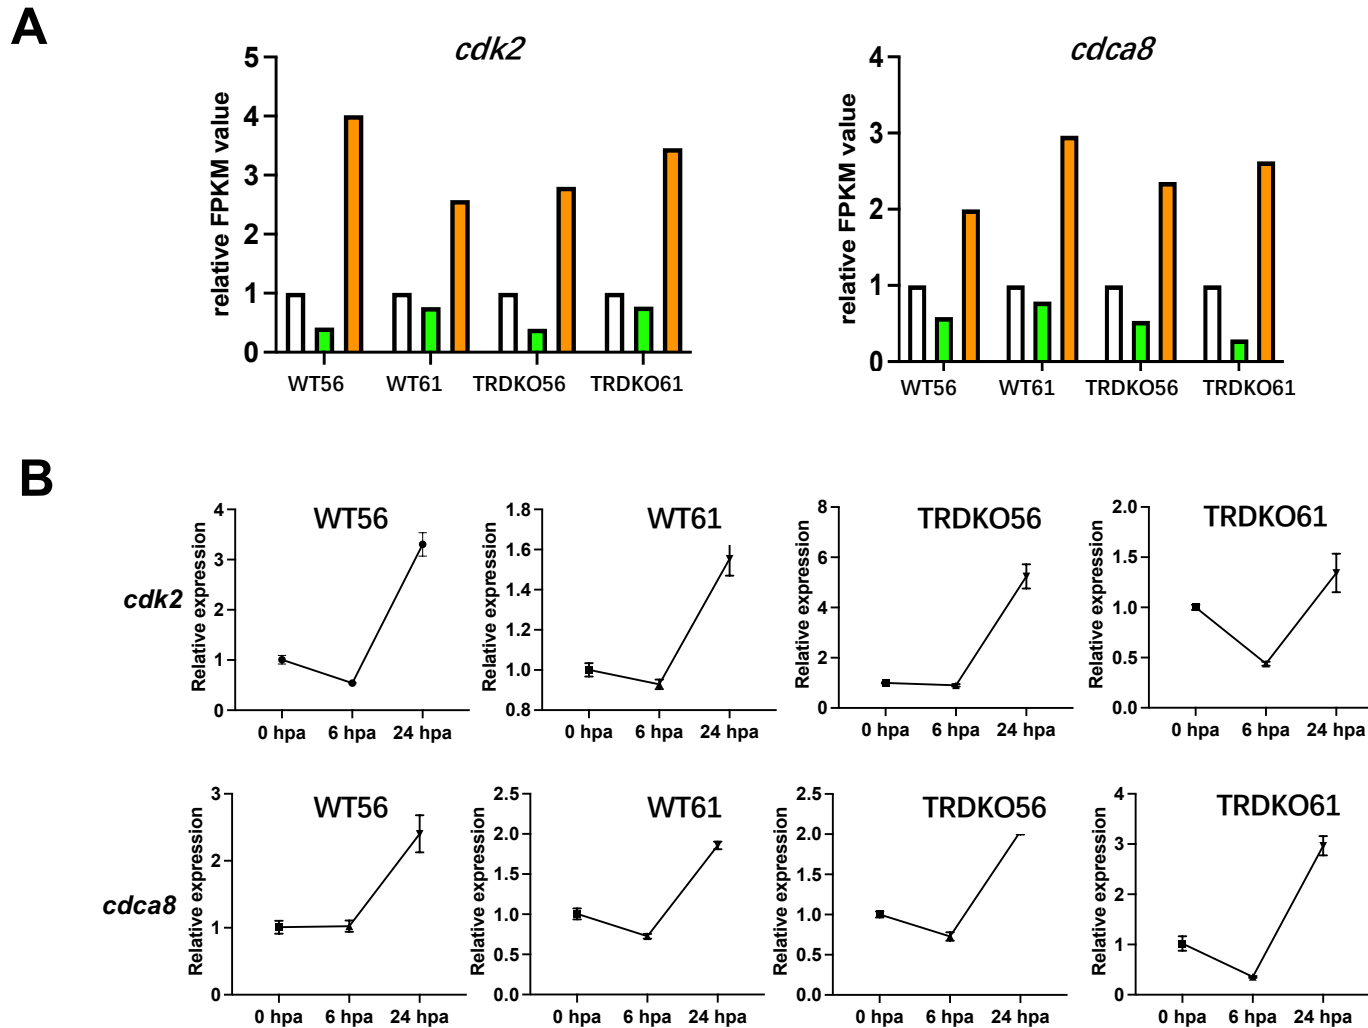 A
cdk2
relative FPKM value
5
4
3
2
1
0
WT56 WT61 TRDKO56 TRDKO61
cdca8
relative FPKM value
4
3
2
1
0
WT56 WT61 TRDKO56 TRDKO61
B
cdk2
WT56
Relative expression
4
3
2
1
0
0 hpa 6 hpa 24 hpa
WT61
Relative expression
1.8
1.6
1.4
1.2
1.0
0.8
0 hpa 6 hpa 24 hpa
TRDKO56
Relative expression
8
6
4
2
0
0 hpa 6 hpa 24 hpa
TRDKO61
Relative expression
2.0
1.5
1.0
0.5
0.0
0 hpa 6 hpa 24 hpa
cdca8
WT56
Relative expression
3
2
1
0
0 hpa 6 hpa 24 hpa
WT61
Relative expression
2.5
2.0
1.5
1.0
0.5
0.0
0 hpa 6 hpa 24 hpa
TRDKO56
Relative expression
2.5
2.0
1.5
1.0
0.5
0.0
0 hpa 6 hpa 24 hpa
TRDKO61
Relative expression
4
3
2
1
0
0 hpa 6 hpa 24 hpa